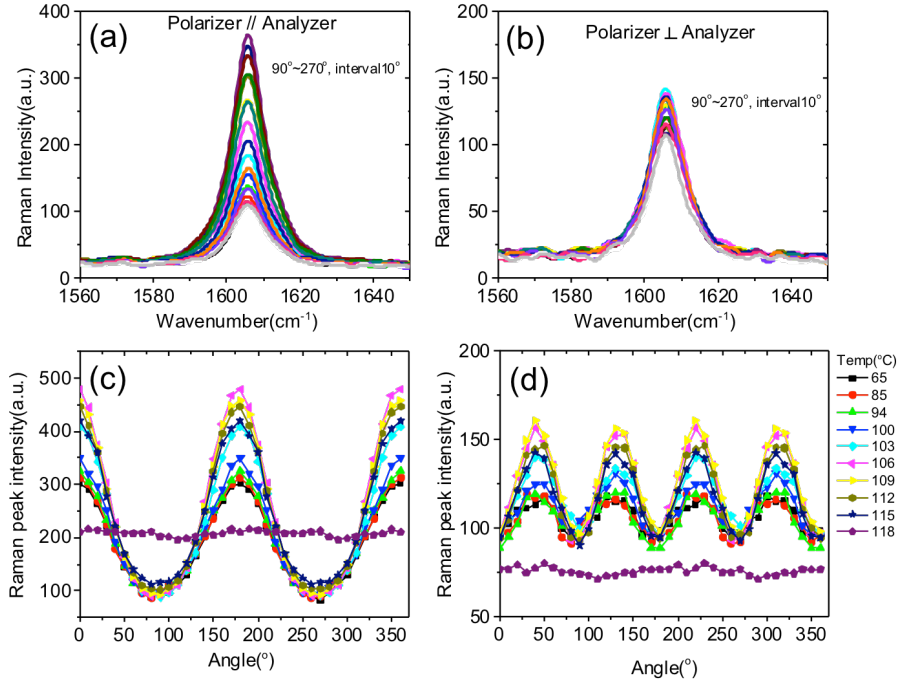 (a)
Polarizer // Analyzer
90°~270°, interval10°
Raman Intensity(a.u.)
400
300
200
100
0
1560 1580 1600 1620 1640
Wavenumber(cm⁻¹)
(b)
Polarizer ⊥ Analyzer
90°~270°, interval10°
Raman Intensity(a.u.)
200
150
100
50
0
1560 1580 1600 1620 1640
Wavenumber(cm⁻¹)
(c)
Raman peak intensity(a.u.)
500
400
300
200
100
0 50 100 150 200 250 300 350
Angle(°)
(d)
Raman peak intensity(a.u.)
200
150
100
50
0 50 100 150 200 250 300 350
Angle(°)
Temp(°C)
65
85
94
100
103
106
109
112
115
118